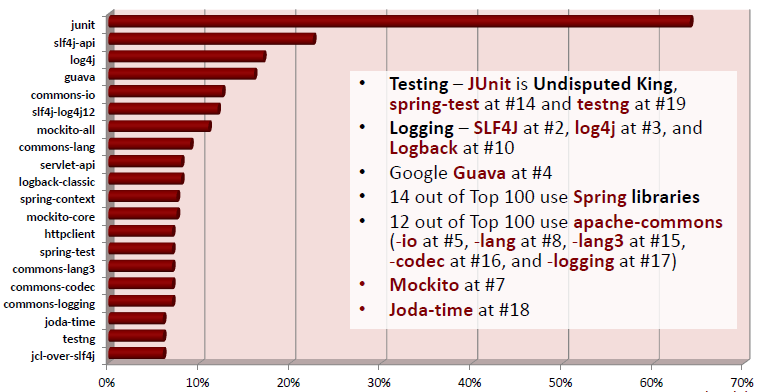 junit
slf4j-api
log4j
guava
commons-io
slf4j-log4j12
mockito-all
commons-lang
servlet-api
logback-classic
spring-context
mockito-core
httpclient
spring-test
commons-lang3
commons-codec
commons-logging
joda-time
testng
jcl-over-slf4j
• Testing – JUnit is Undisputed King,
spring-test at #14 and testng at #19
• Logging – SLF4J at #2, log4j at #3, and
Logback at #10
Google Guava at #4
• 14 out of Top 100 use Spring libraries
• 12 out of Top 100 use apache-commons
(-io at #5, -lang at #8, -lang3 at #15,
-codec at #16, and -logging at #17)
• Mockito at #7
• Joda-time at #18
0% 10% 20% 30% 40% 50% 60% 70%